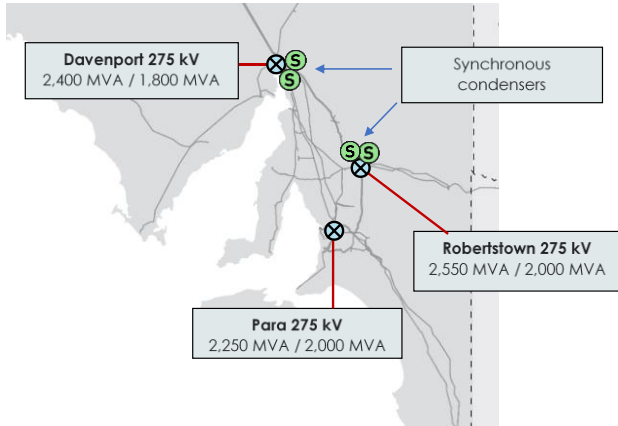 Davenport 275 kV
2,400 MVA / 1,800 MVA
Synchronous
condensers
S
S
S S
Robertstown 275 kV
2,550 MVA / 2,000 MVA
Para 275 kV
2,250 MVA / 2,000 MVA